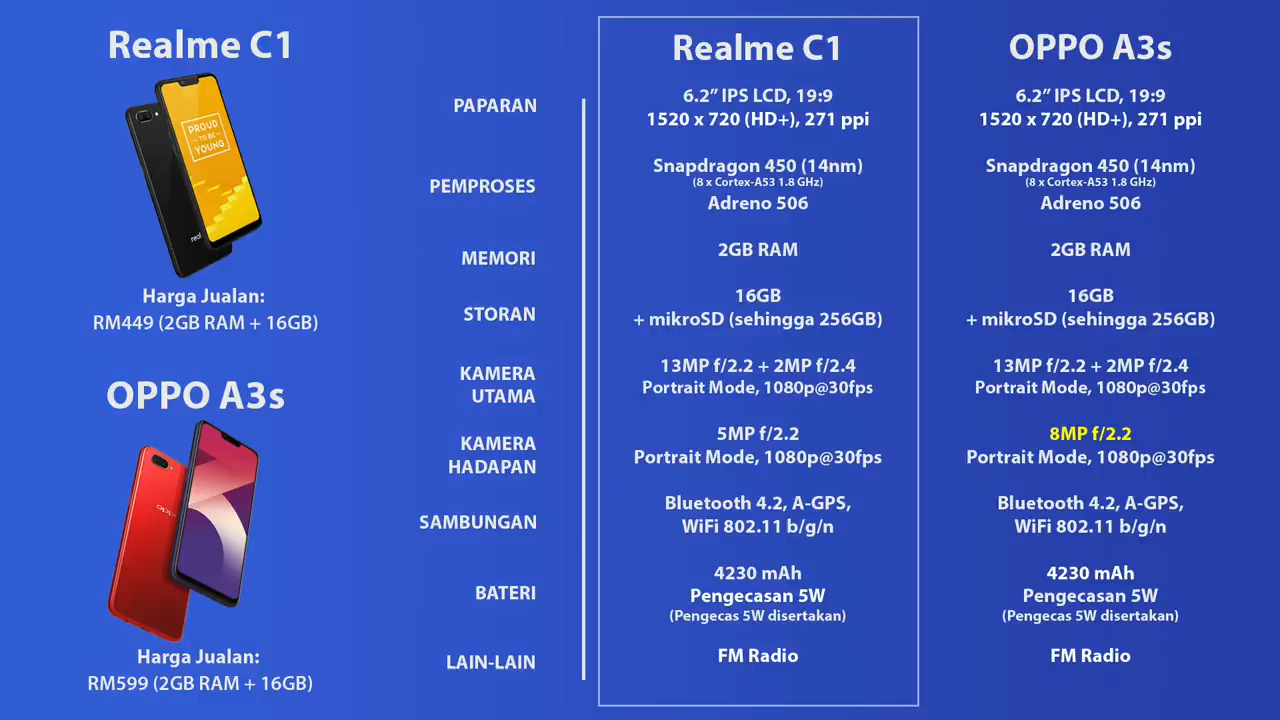 Realme C1
PROUD
TO BE
YOUNG
real
Harga Jualan:
RM449 (2GB RAM + 16GB)
OPPO A3s
oppo
Harga Jualan:
RM599 (2GB RAM + 16GB)
Realme C1
OPPO A3s
PAPARAN
6.2” IPS LCD, 19:9
1520 x 720 (HD+), 271 ppi
6.2” IPS LCD, 19:9
1520 x 720 (HD+), 271 ppi
PEMPROSES
Snapdragon 450 (14nm)
(8 x Cortex-A53 1.8 GHz)
Adreno 506
Snapdragon 450 (14nm)
(8 x Cortex-A53 1.8 GHz)
Adreno 506
MEMORI
2GB RAM
2GB RAM
STORAN
16GB
+ mikroSD (sehingga 256GB)
16GB
+ mikroSD (sehingga 256GB)
KAMERA
UTAMA
13MP f/2.2 + 2MP f/2.4
Portrait Mode, 1080p@30fps
13MP f/2.2 + 2MP f/2.4
Portrait Mode, 1080p@30fps
KAMERA
HADAPAN
5MP f/2.2
Portrait Mode, 1080p@30fps
8MP f/2.2
Portrait Mode, 1080p@30fps
SAMBUNGAN
Bluetooth 4.2, A-GPS,
WiFi 802.11 b/g/n
Bluetooth 4.2, A-GPS,
WiFi 802.11 b/g/n
BATERI
4230 mAh
Pengecasan 5W
(Pengecas 5W disertakan)
4230 mAh
Pengecasan 5W
(Pengecas 5W disertakan)
LAIN-LAIN
FM Radio
FM Radio